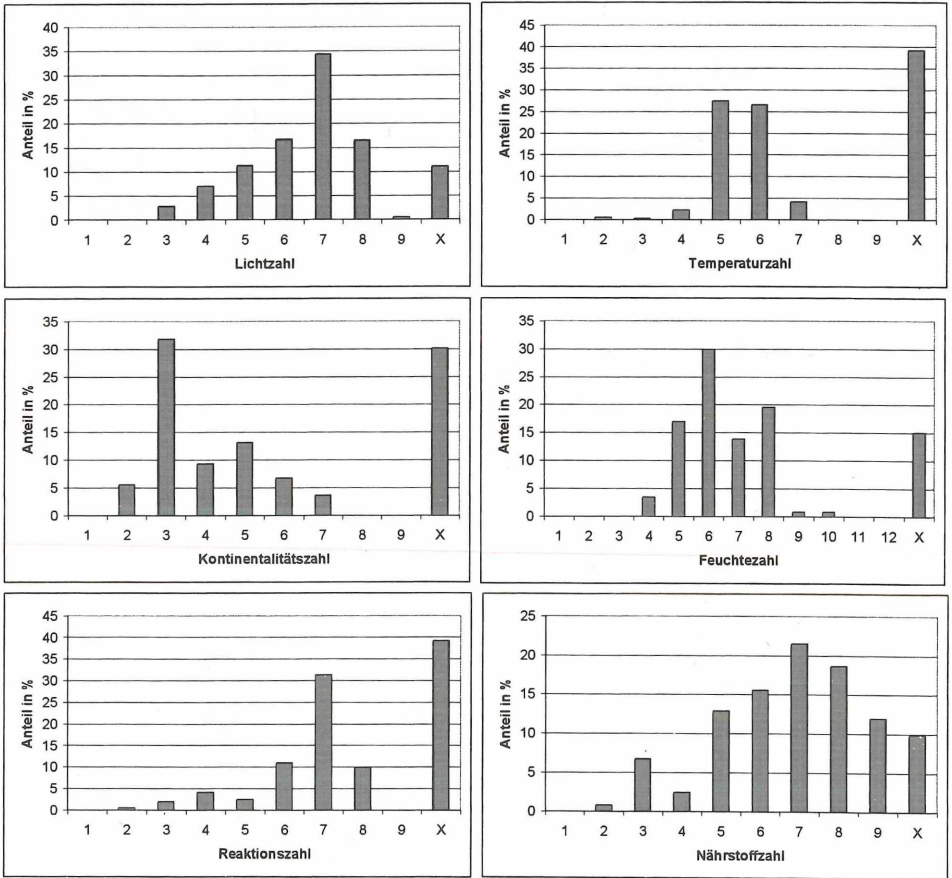 Anteil in %
40
35
30
25
20
15
10
5
0
1 2 3 4 5 6 7 8 9 X
Lichtzahl
Anteil in %
45
40
35
30
25
20
15
10
5
0
1 2 3 4 5 6 7 8 9 X
Temperaturzahl
Anteil in %
35
30
25
20
15
10
5
0
1 2 3 4 5 6 7 8 9 X
Kontinentalitätszahl
Anteil in %
35
30
25
20
15
10
5
0
1 2 3 4 5 6 7 8 9 10 11 12 X
Feuchtezahl
Anteil in %
45
40
35
30
25
20
15
10
5
0
1 2 3 4 5 6 7 8 9 X
Reaktionszahl
Anteil in %
25
20
15
10
5
0
1 2 3 4 5 6 7 8 9 X
Nährstoffzahl